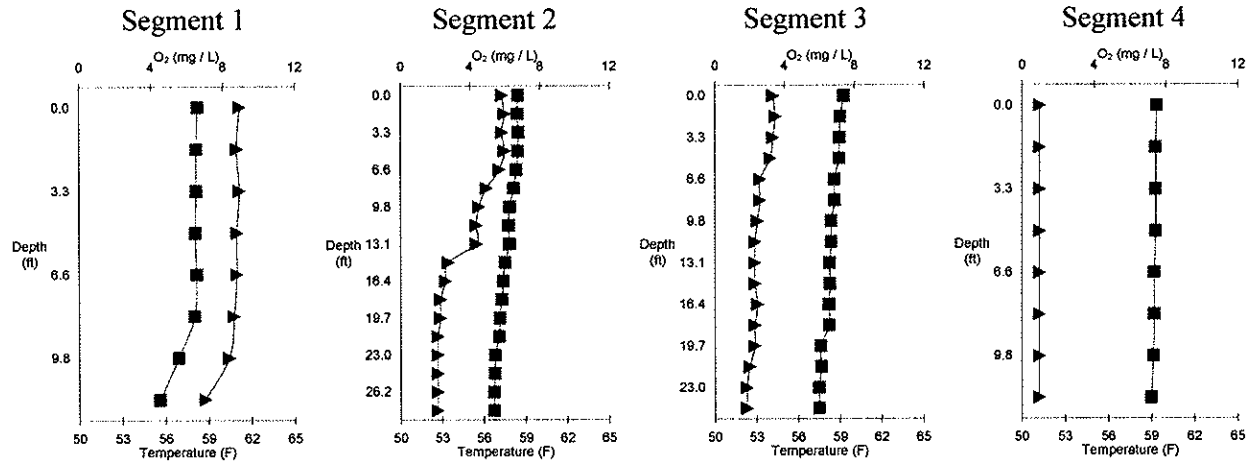 Segment 1
O₂ (mg / L)
0 4 8 12
0.0
3.3
Depth
(ft)
6.6
9.8
50 53 56 59 62 65
Temperature (F)
Segment 2
O₂ (mg / L)
0 4 8 12
0.0
3.3
6.6
9.8
Depth
(ft)
13.1
16.4
19.7
23.0
26.2
50 53 56 59 62 65
Temperature (F)
Segment 3
O₂ (mg / L)
0 4 8 12
0.0
3.3
6.6
9.8
Depth
(ft)
13.1
16.4
19.7
23.0
50 53 56 59 62 65
Temperature (F)
Segment 4
O₂ (mg / L)
0 4 8 12
0.0
3.3
Depth
(ft)
6.6
9.8
50 53 56 59 62 65
Temperature (F)